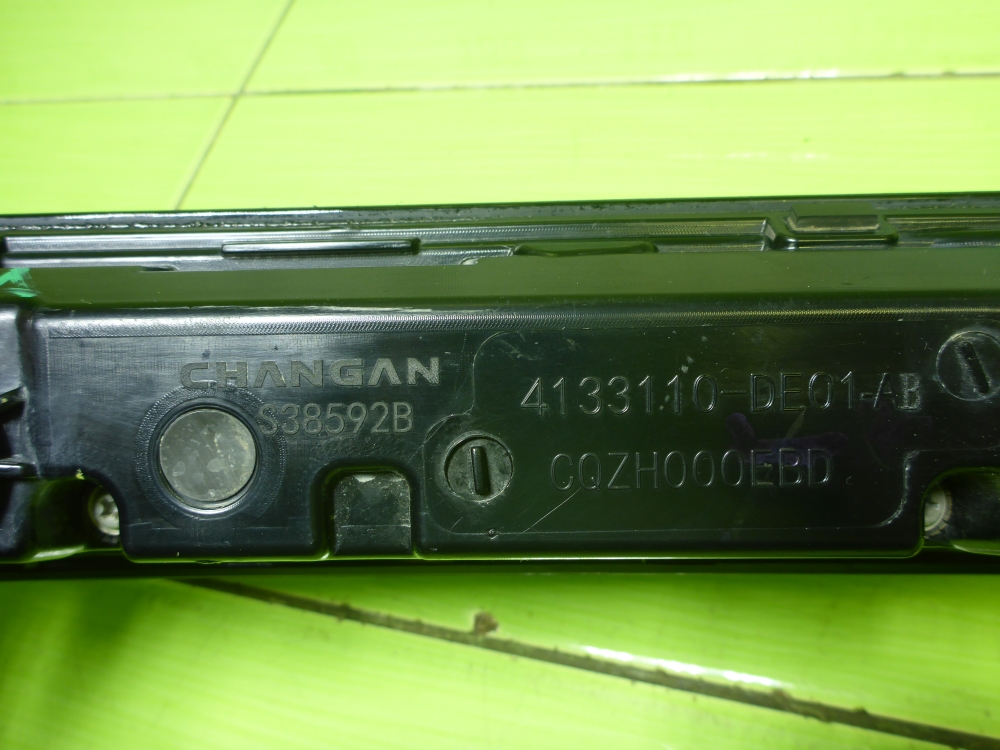 CHANGAN
S38592B
4133110-DE01-AB
CQZH000EBD